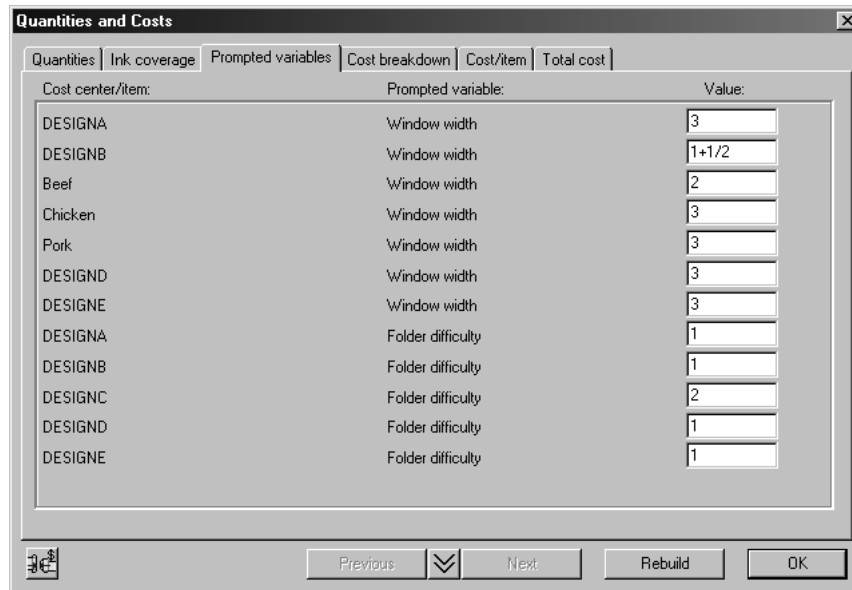 Quantities and Costs
Quantities Ink coverage Prompted variables Cost breakdown Cost/item Total cost
Cost center/item: Prompted variable: Value:
DESIGNA Window width 3
DESIGNB Window width 1+1/2
Beef Window width 2
Chicken Window width 3
Pork Window width 3
DESIGND Window width 3
DESIGNE Window width 3
DESIGNA Folder difficulty 1
DESIGNB Folder difficulty 1
DESIGNC Folder difficulty 2
DESIGND Folder difficulty 1
DESIGNE Folder difficulty 1
Previous Next Rebuild OK